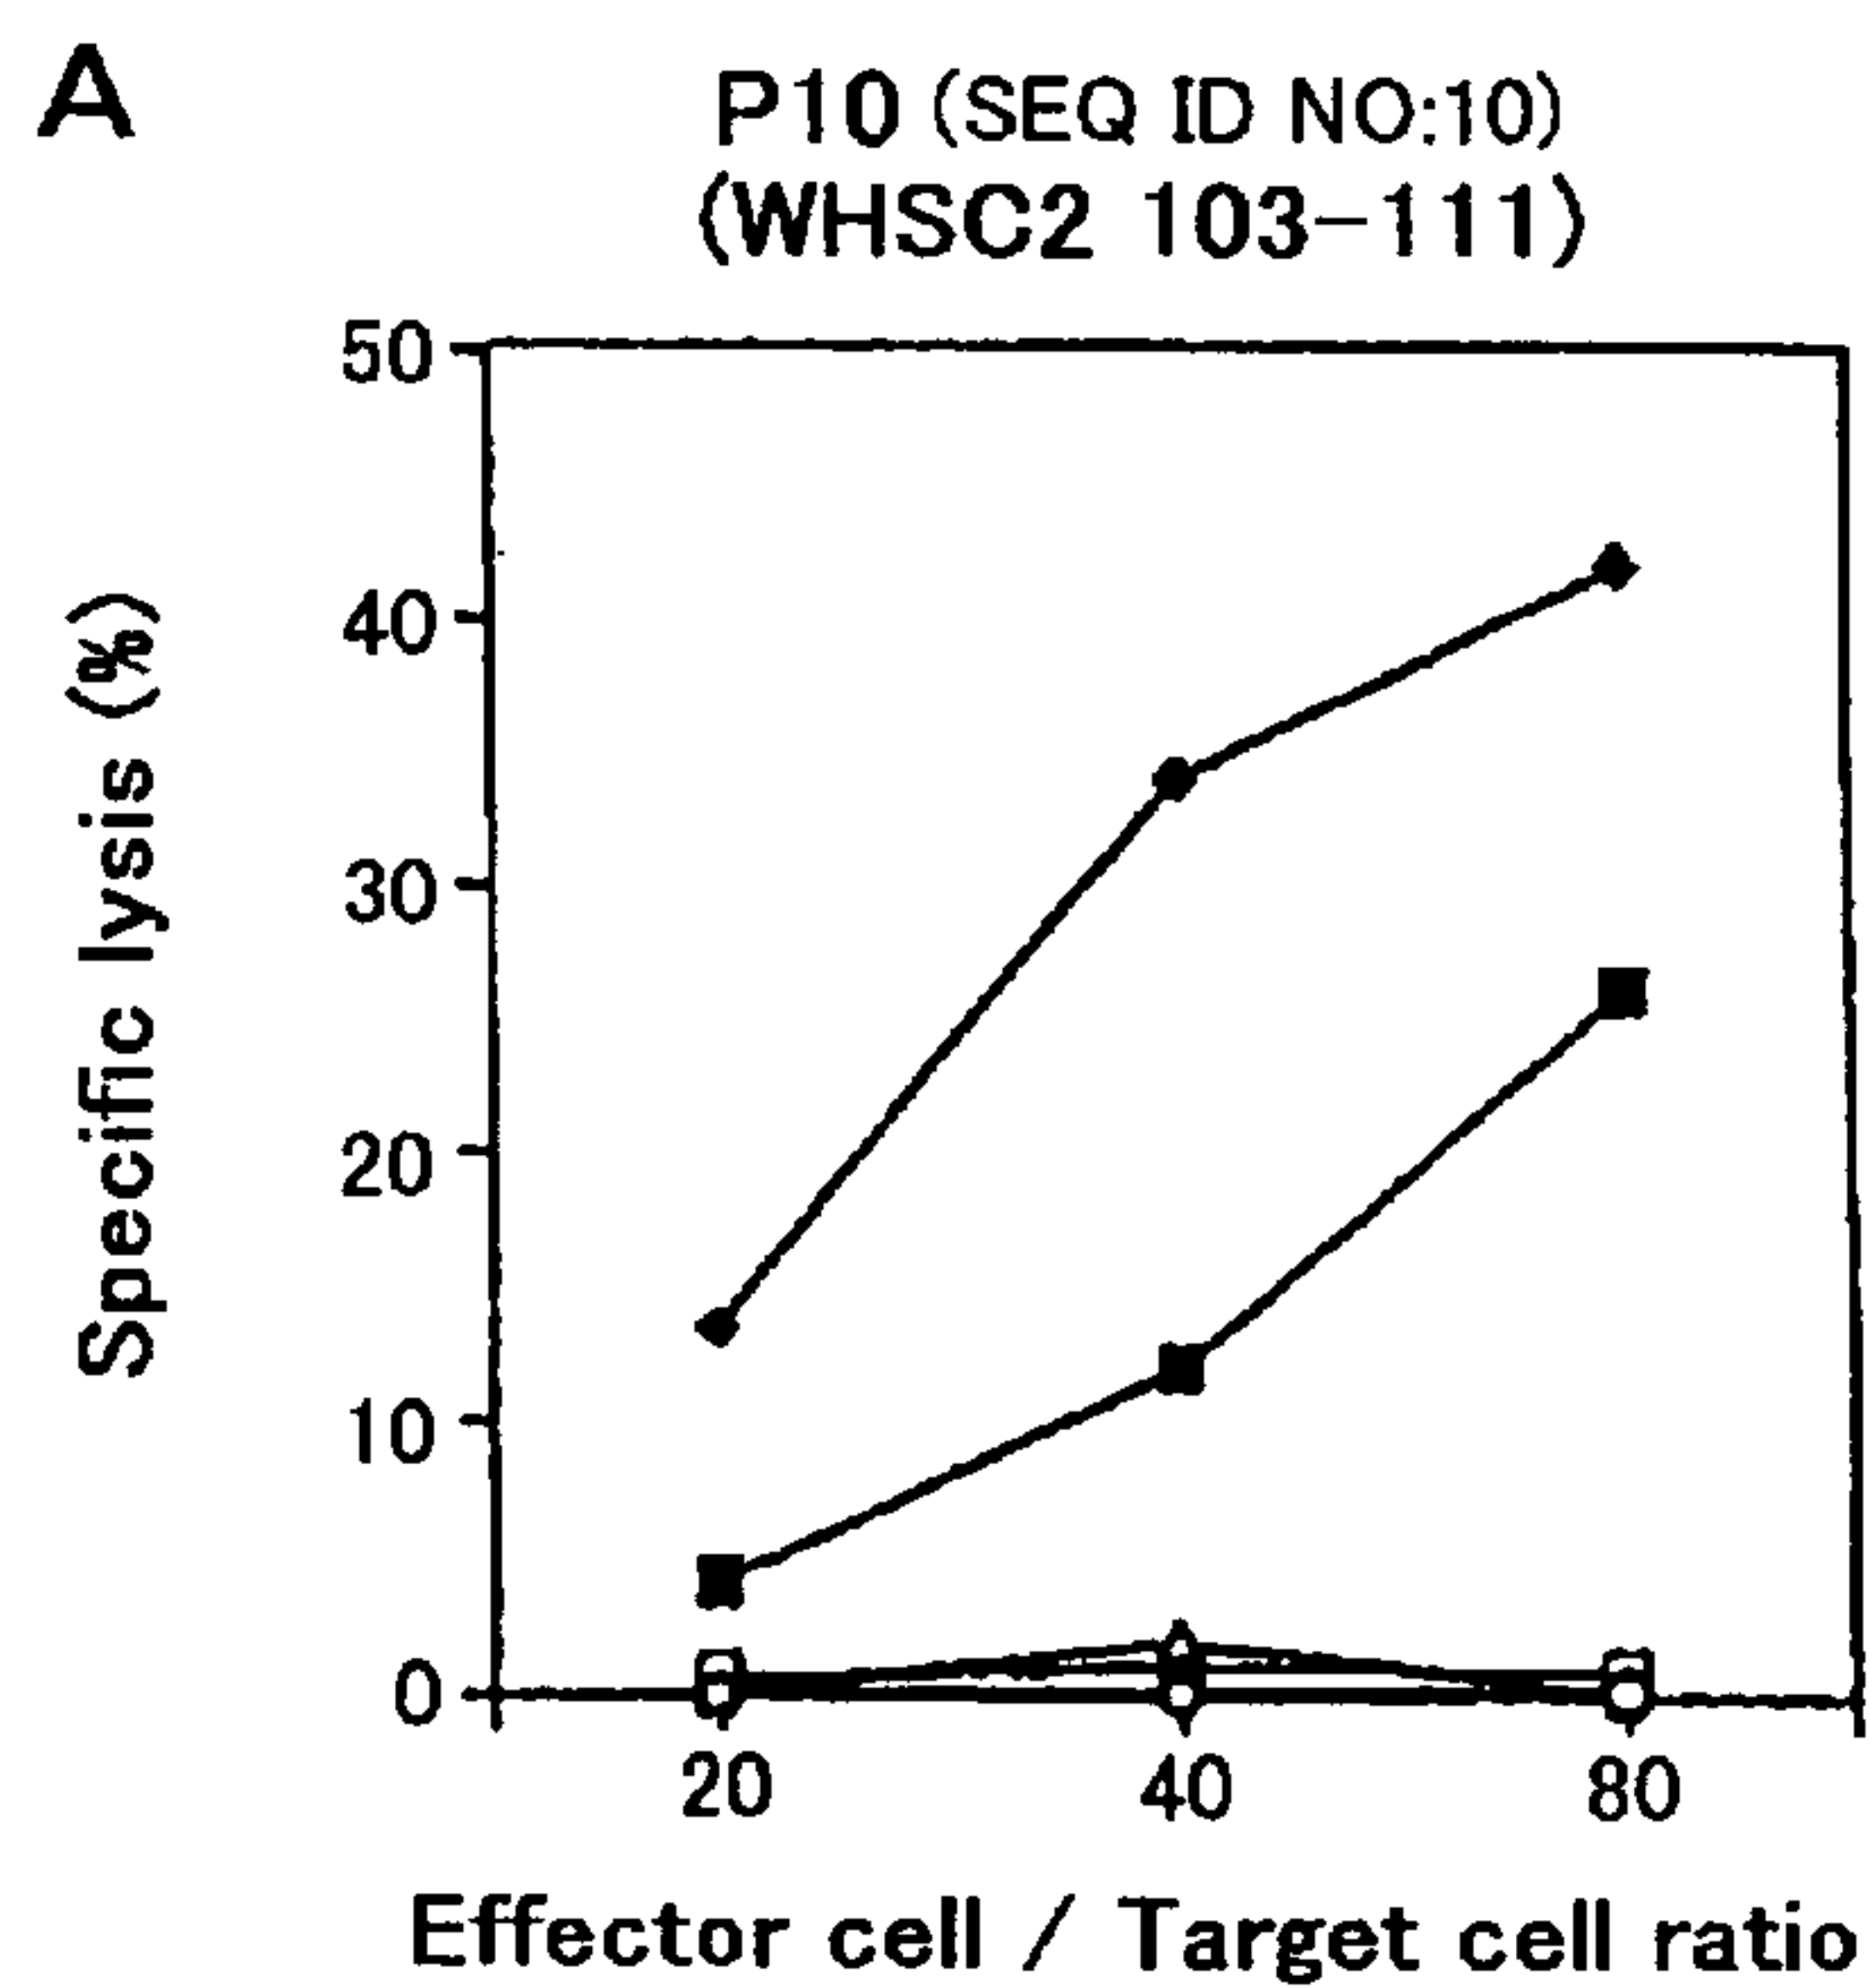 A
P10 (SEQ ID NO:10)
(WHSC2 103-111)
Specific lysis (%)
50
40
30
20
10
0
20 40 80
Effector cell / Target cell ratio